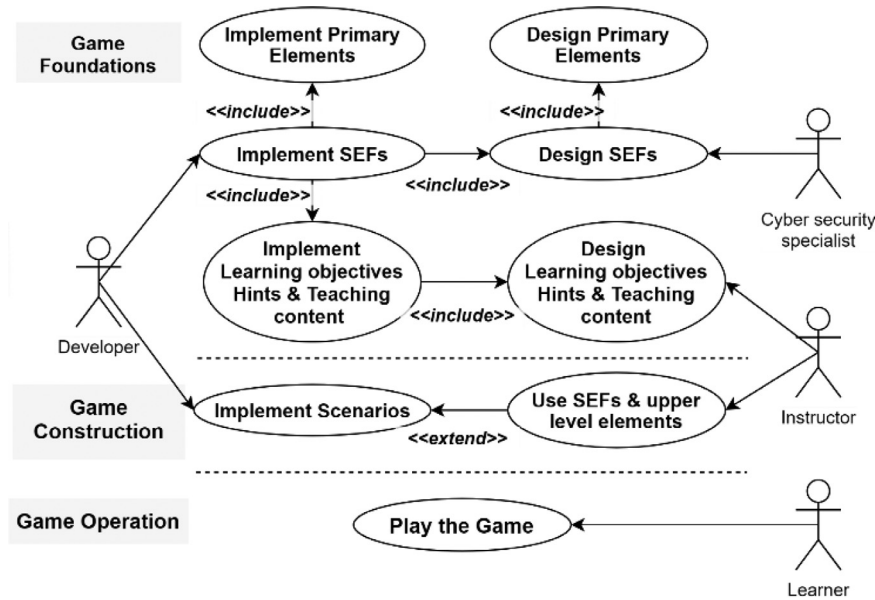 Game
Foundations
Implement Primary
Elements
Design Primary
Elements
<<include>>
<<include>>
Implement SEFs
Design SEFs
<<include>>
<<include>>
Cyber security
specialist
Implement
Learning objectives
Hints & Teaching
content
Design
Learning objectives
Hints & Teaching
content
<<include>>
Developer
Game
Construction
Implement Scenarios
Use SEFs & upper
level elements
<<extend>>
Instructor
Game Operation
Play the Game
Learner